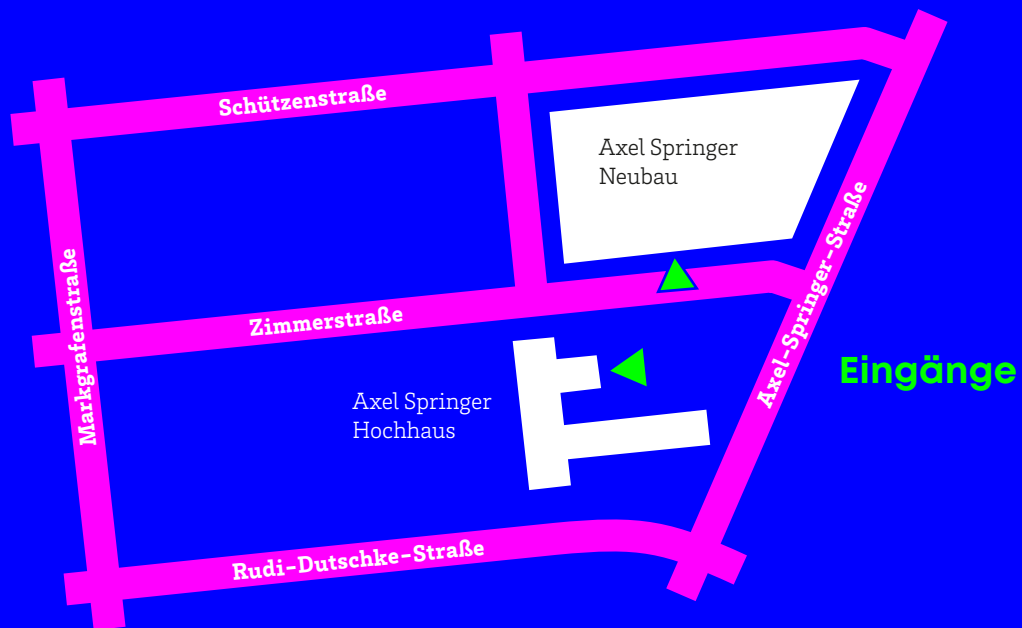 Schützenstraße
Axel Springer
Neubau
Axel-Springer-Straße
Markgrafenstraße
Zimmerstraße
Eingänge
Axel Springer
Hochhaus
Rudi-Dutschke-Straße